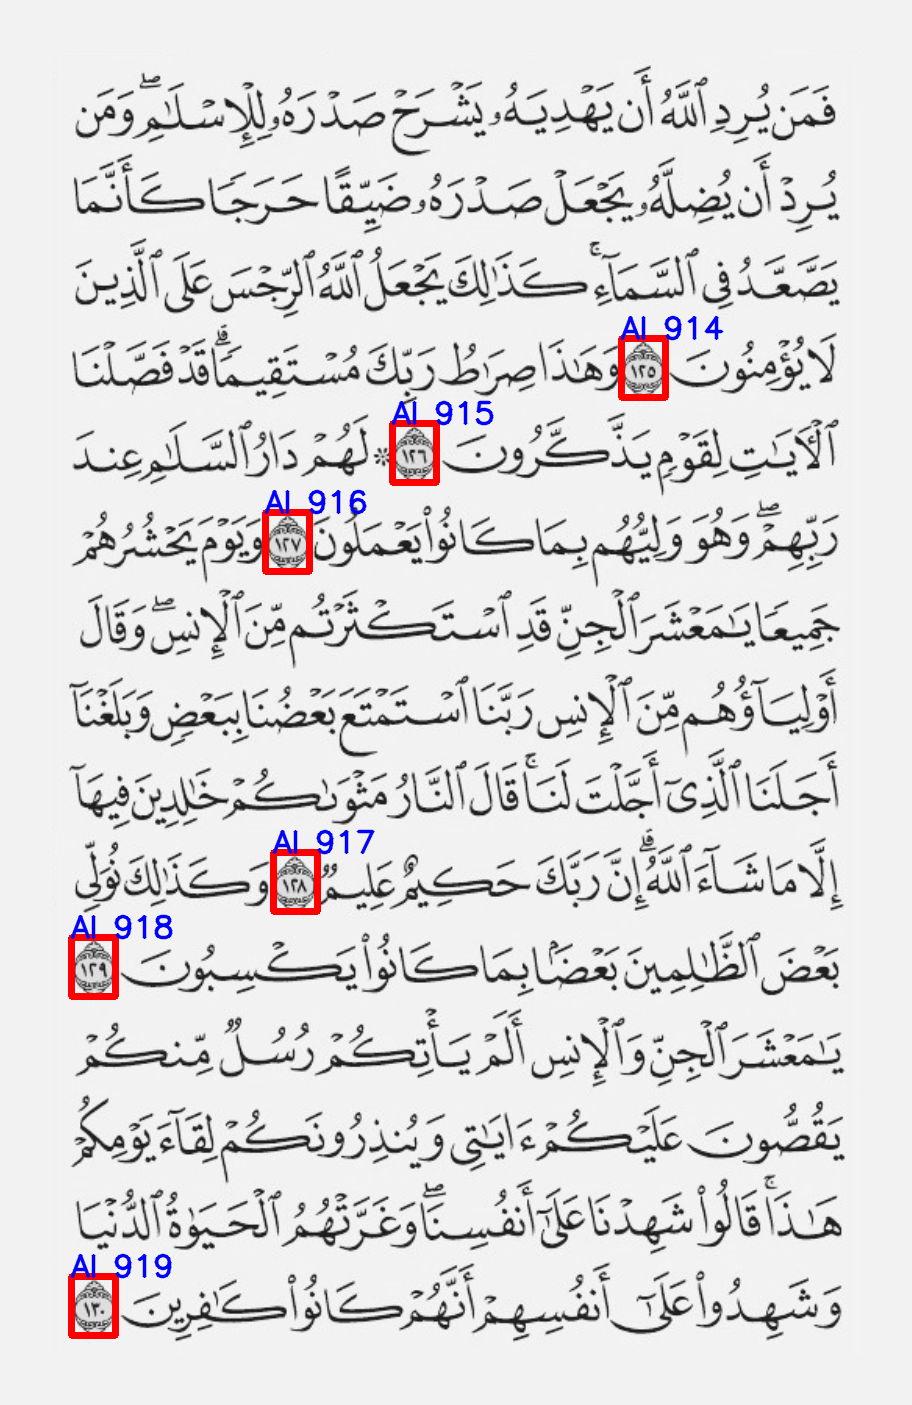 فَمَن يُرِدِ ٱللَّهُ أَن يَهْدِيَهُۥ يَشْرَحْ صَدْرَهُۥ لِلْإِسْلَـٰمِ ۖ وَمَن
يُرِدْ أَن يُضِلَّهُۥ يَجْعَلْ صَدْرَهُۥ ضَيِّقًا حَرَجًا كَأَنَّمَا
يَصَّعَّدُ فِى ٱلسَّمَآءِ ۚ كَذَٰلِكَ يَجْعَلُ ٱللَّهُ ٱلرِّجْسَ عَلَى ٱلَّذِينَ
AI 914
لَا يُؤْمِنُونَ ١٢٥ وَهَـٰذَا صِرَٰطُ رَبِّكَ مُسْتَقِيمًا ۗ قَدْ فَصَّلْنَا
AI 915
ٱلْـَٔايَـٰتِ لِقَوْمٍ يَذَّكَّرُونَ ١٢٦ ۞ لَهُمْ دَارُ ٱلسَّلَـٰمِ عِندَ
AI 916
رَبِّهِمْ ۖ وَهُوَ وَلِيُّهُم بِمَا كَانُوا۟ يَعْمَلُونَ ١٢٧ وَيَوْمَ يَحْشُرُهُمْ
جَمِيعًا يَـٰمَعْشَرَ ٱلْجِنِّ قَدِ ٱسْتَكْثَرْتُم مِّنَ ٱلْإِنسِ ۖ وَقَالَ
أَوْلِيَآؤُهُم مِّنَ ٱلْإِنسِ رَبَّنَا ٱسْتَمْتَعَ بَعْضُنَا بِبَعْضٍ وَبَلَغْنَآ
أَجَلَنَا ٱلَّذِىٓ أَجَّلْتَ لَنَا ۚ قَالَ ٱلنَّارُ مَثْوَىٰكُمْ خَـٰلِدِينَ فِيهَآ
AI 917
إِلَّا مَا شَآءَ ٱللَّهُ ۗ إِنَّ رَبَّكَ حَكِيمٌ عَلِيمٌ ١٢٨ وَكَذَٰلِكَ نُوَلِّى
AI 918
بَعْضَ ٱلظَّـٰلِمِينَ بَعْضًۢا بِمَا كَانُوا۟ يَكْسِبُونَ ١٢٩
يَـٰمَعْشَرَ ٱلْجِنِّ وَٱلْإِنسِ أَلَمْ يَأْتِكُمْ رُسُلٌ مِّنكُمْ
يَقُصُّونَ عَلَيْكُمْ ءَايَـٰتِى وَيُنذِرُونَكُمْ لِقَآءَ يَوْمِكُمْ
هَـٰذَا ۚ قَالُوا۟ شَهِدْنَا عَلَىٰٓ أَنفُسِنَا ۖ وَغَرَّتْهُمُ ٱلْحَيَوٰةُ ٱلدُّنْيَا
AI 919
وَشَهِدُوا۟ عَلَىٰٓ أَنفُسِهِمْ أَنَّهُمْ كَانُوا۟ كَـٰفِرِينَ ١٣٠